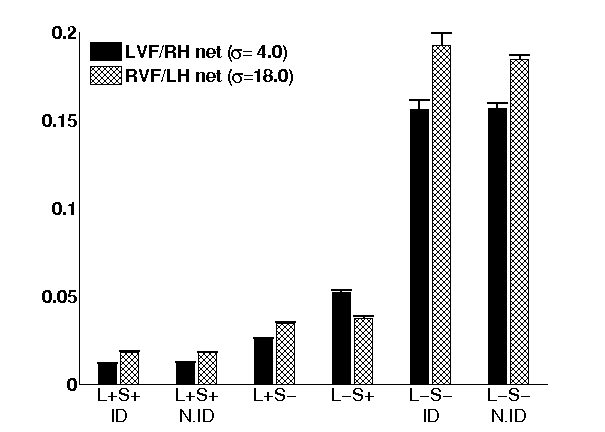 0.2
LVF/RH net (σ= 4.0)
RVF/LH net (σ=18.0)
0.15
0.1
0.05
0
L+S+ L+S+ L+S− L−S+ L−S− L−S−
ID N.ID ID N.ID